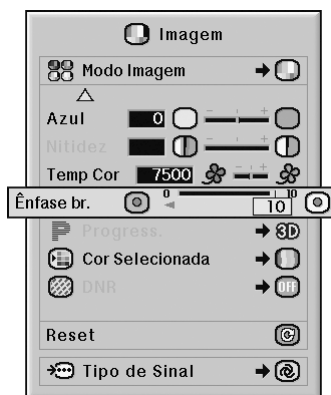 Imagem
Modo Imagem
Azul 0 - +
Nitidez - +
Temp Cor 7500 - +
Ênfase br. 0 10 10
Progress. 3D
Cor Selecionada
DNR OFF
Reset
Tipo de Sinal